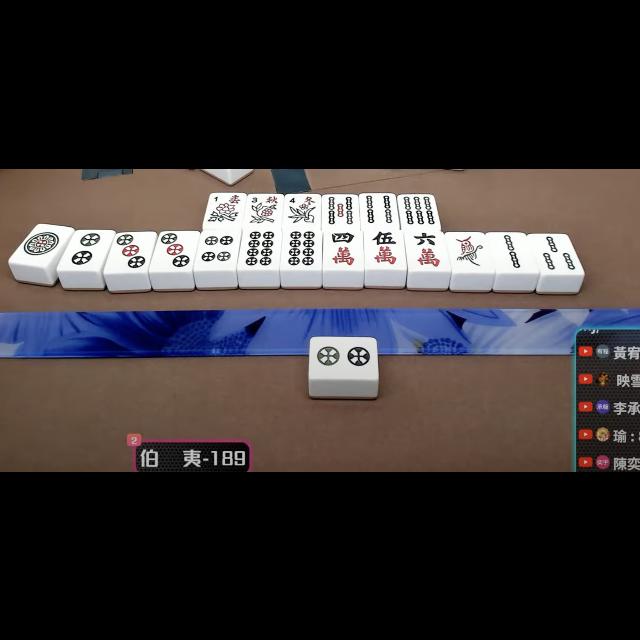 1 3秋 4冬
四 伍 六
萬 萬 萬
黃宥
映雪
李承
瑜:
陳奕
2
伯 夷-189